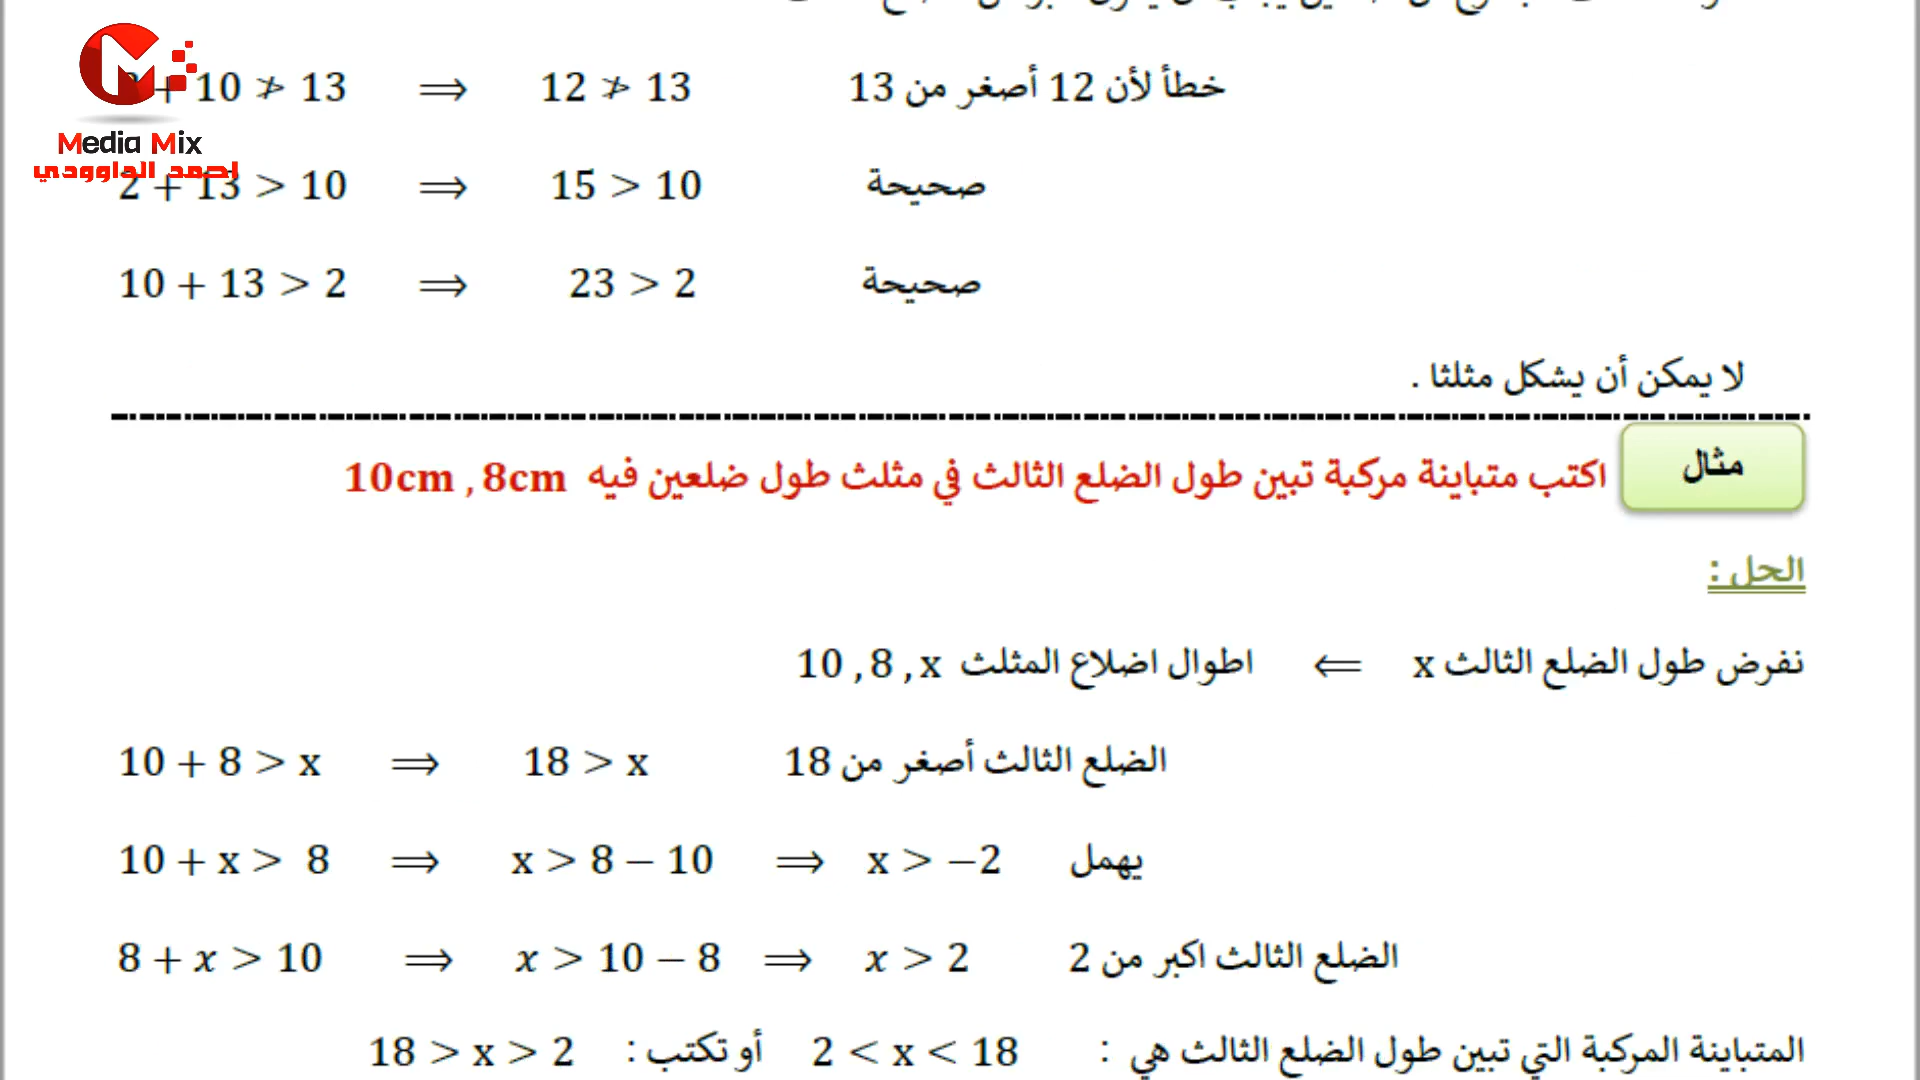 Media Mix
احمد الداوودي
+ 10 ≯ 13 ⟹ 12 ≯ 13 خطأ لأن 12 أصغر من 13
2 + 13 > 10 ⟹ 15 > 10 صحيحة
10 + 13 > 2 ⟹ 23 > 2 صحيحة
لا يمكن أن يشكل مثلثا .
مثال
اكتب متباينة مركبة تبين طول الضلع الثالث في مثلث طول ضلعين فيه 10cm , 8cm
الحل :
نفرض طول الضلع الثالث x ⟸ اطوال اضلاع المثلث 10 , 8 , x
10 + 8 > x ⟹ 18 > x الضلع الثالث أصغر من 18
10 + x > 8 ⟹ x > 8 − 10 ⟹ x > −2 يهمل
8 + x > 10 ⟹ x > 10 − 8 ⟹ x > 2 الضلع الثالث اكبر من 2
المتباينة المركبة التي تبين طول الضلع الثالث هي : 2 < x < 18 أو تكتب : 18 > x > 2